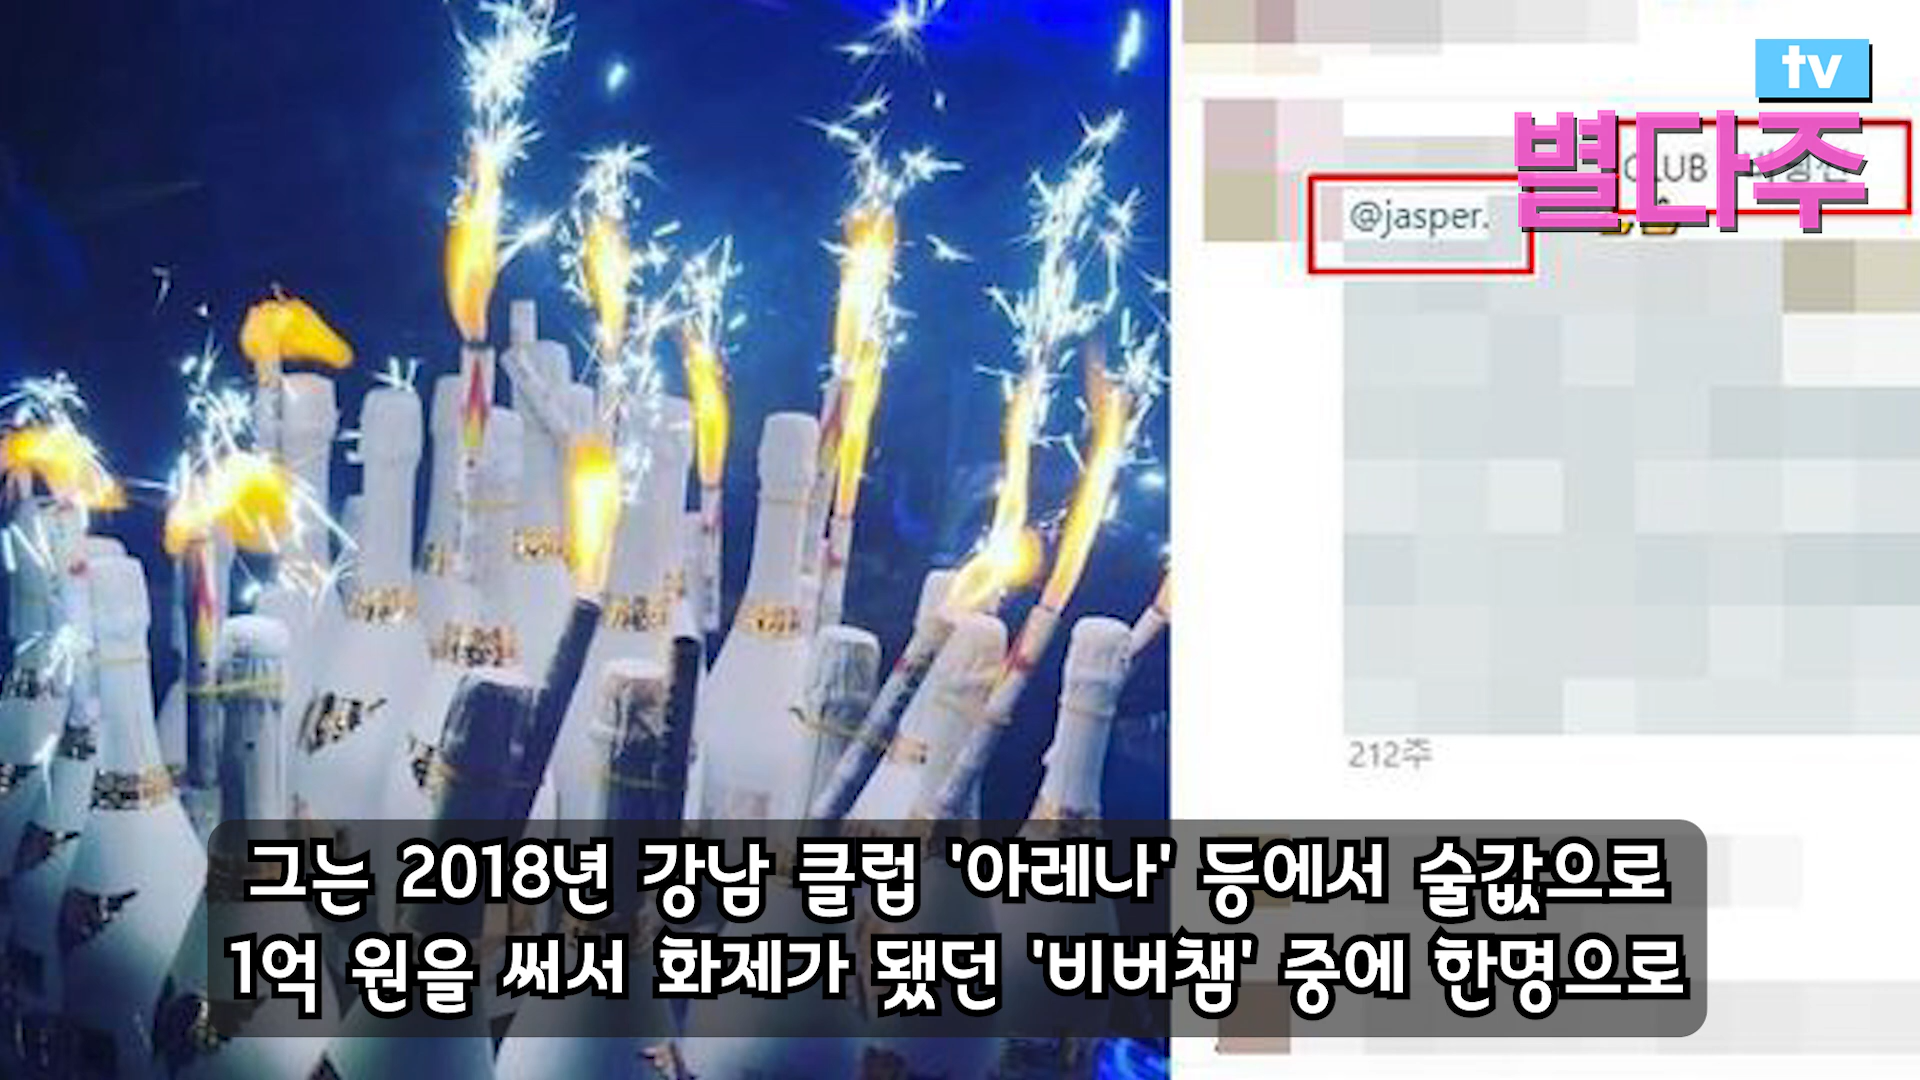 tv
별다주
CLUB
@jasper.
212주
그는 2018년 강남 클럽 '아레나' 등에서 술값으로
1억 원을 써서 화제가 됐던 '비버챔' 중에 한명으로